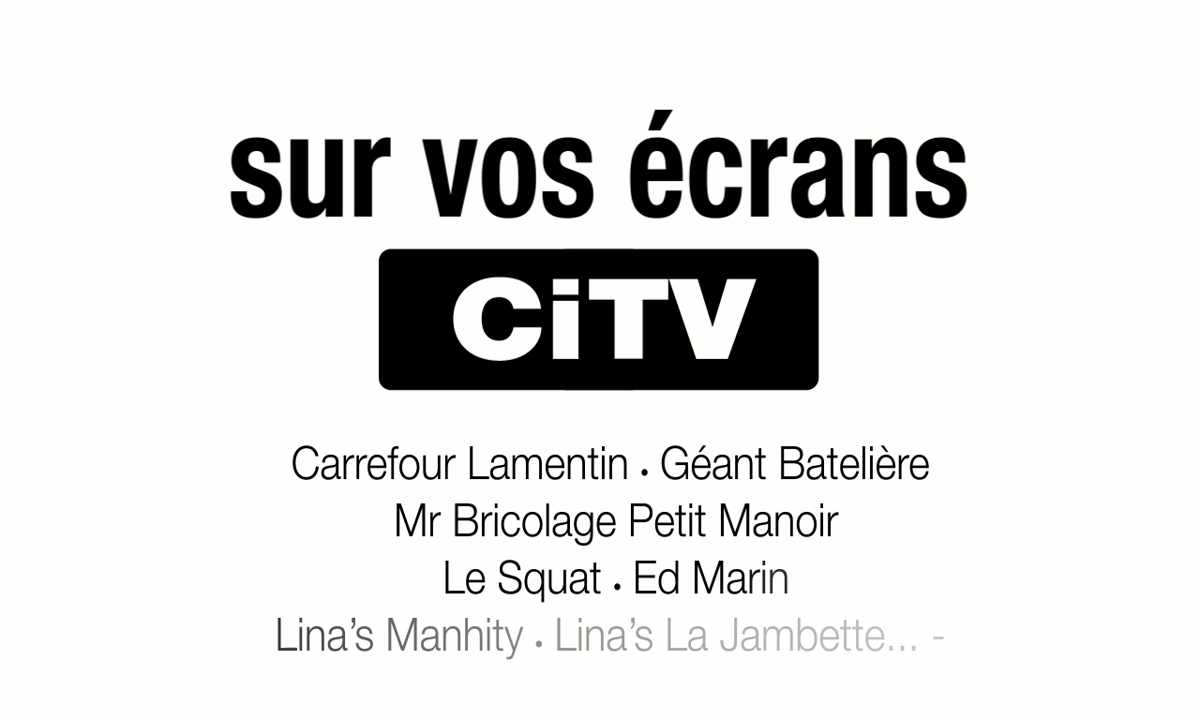 sur vos écrans
CiTV
Carrefour Lamentin • Géant Batelière
Mr Bricolage Petit Manoir
Le Squat • Ed Marin
Lina’s Manhity • Lina’s La Jambette... -